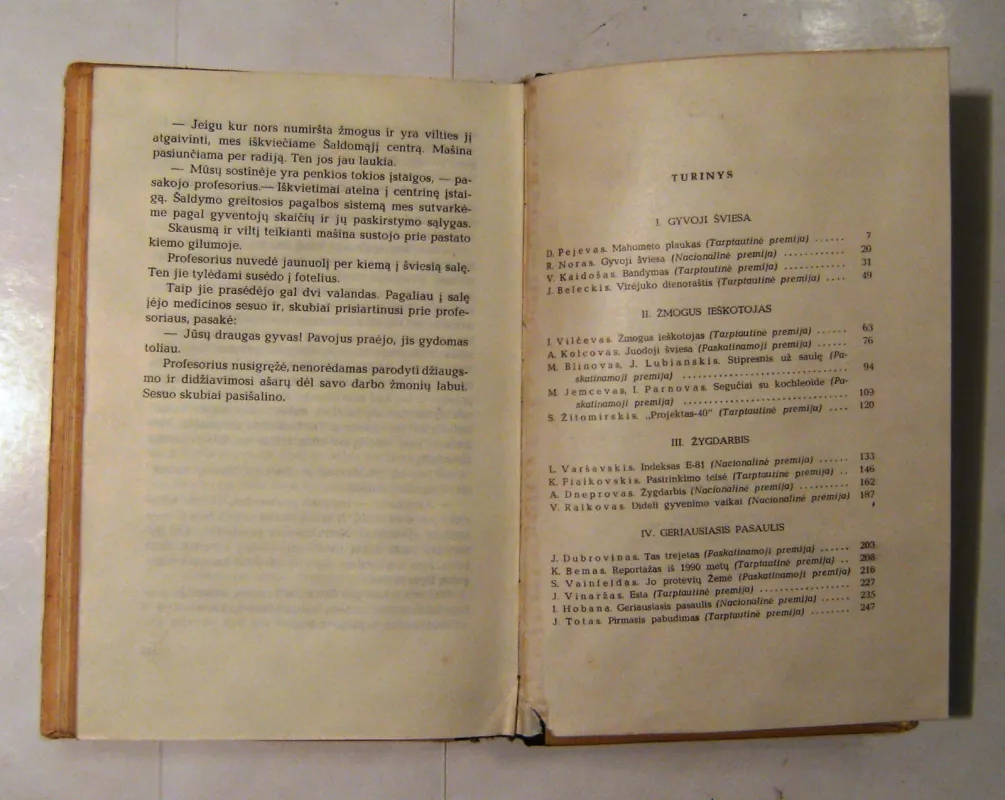 — Jeigu kur nors numiršta žmogus ir yra vilties jį
atgaivinti, mes iškviečiame Šaldomąjį centrą. Mašina
pasiunčiama per radiją. Ten jos jau laukia.
— Mūsų sostinėje yra penkios tokios įstaigos, — pa-
sakojo profesorius.— Iškvietimai ateina į centrinę įstai-
gą. Šaldymo greitosios pagalbos sistemą mes sutvarkė-
me pagal gyventojų skaičių ir jų paskirstymo sąlygas.
Skausmą ir viltį teikianti mašina sustojo prie pastato
kiemo gilumoje.
Profesorius nuvedė jaunuolį per kiemą į šviesią salę.
Ten jie tylėdami susėdo į fotelius.
Taip jie prasėdėjo gal dvi valandas. Pagaliau į salę
įėjo medicinos sesuo ir, skubiai prisiartinusi prie profe-
soriaus, pasakė:
— Jūsų draugas gyvas! Pavojus praėjo, jis gydomas
toliau.
Profesorius nusigręžė, nenorėdamas parodyti džiaugs-
mo ir didžiavimosi ašarų dėl savo darbo žmonių labui.
Sesuo skubiai pasišalino.
TURINYS
I. GYVOJI ŠVIESA
D. Pejevas. Mahometo plaukas (Tarptautinė premija) ...... 7
R. Noras. Gyvoji šviesa (Nacionalinė premija) ............ 20
V. Kaidošas. Bandymas (Tarptautinė premija) ............ 31
J. Beleckis. Virėjuko dienoraštis (Tarptautinė premija) .... 49
II. ŽMOGUS IEŠKOTOJAS
I. Vilčevas. Žmogus ieškotojas (Tarptautinė premija) ...... 63
A. Kolcovas. Juodoji šviesa (Paskatinamoji premija) ...... 76
M. Blinovas, J. Lubianskis. Stipresnis už saulę (Pa-
skatinamoji premija) .............................. 94
M. Jemcevas, I. Parnovas. Segučiai su kochleoide (Pa-
skatinamoji premija) .............................. 109
S. Žitomirskis. „Projektas-40“ (Tarptautinė premija) .... 120
III. ŽYGDARBIS
I. Varšavskis. Indeksas E-81 (Nacionalinė premija) ...... 133
K. Fialkovskis. Pasirinkimo teisė (Tarptautinė premija) .. 146
A. Dneprovas. Žygdarbis (Nacionalinė premija) .......... 162
V. Raikovas. Dideli gyvenimo vaikai (Nacionalinė premija) 187
IV. GERIAUSIASIS PASAULIS
J. Dubrovinas. Tas trejetas (Paskatinamoji premija) ...... 203
K. Bemas. Reportažas iš 1990 metų (Tarptautinė premija) .. 208
S. Vainfeldas. Jo protėvių Žemė (Paskatinamoji premija) 216
J. Vinaržas. Esta (Tarptautinė premija) .................. 227
I. Hobana. Geriausiasis pasaulis (Nacionalinė premija) ...... 235
J. Totas. Pirmasis pabudimas (Tarptautinė premija) ........ 247